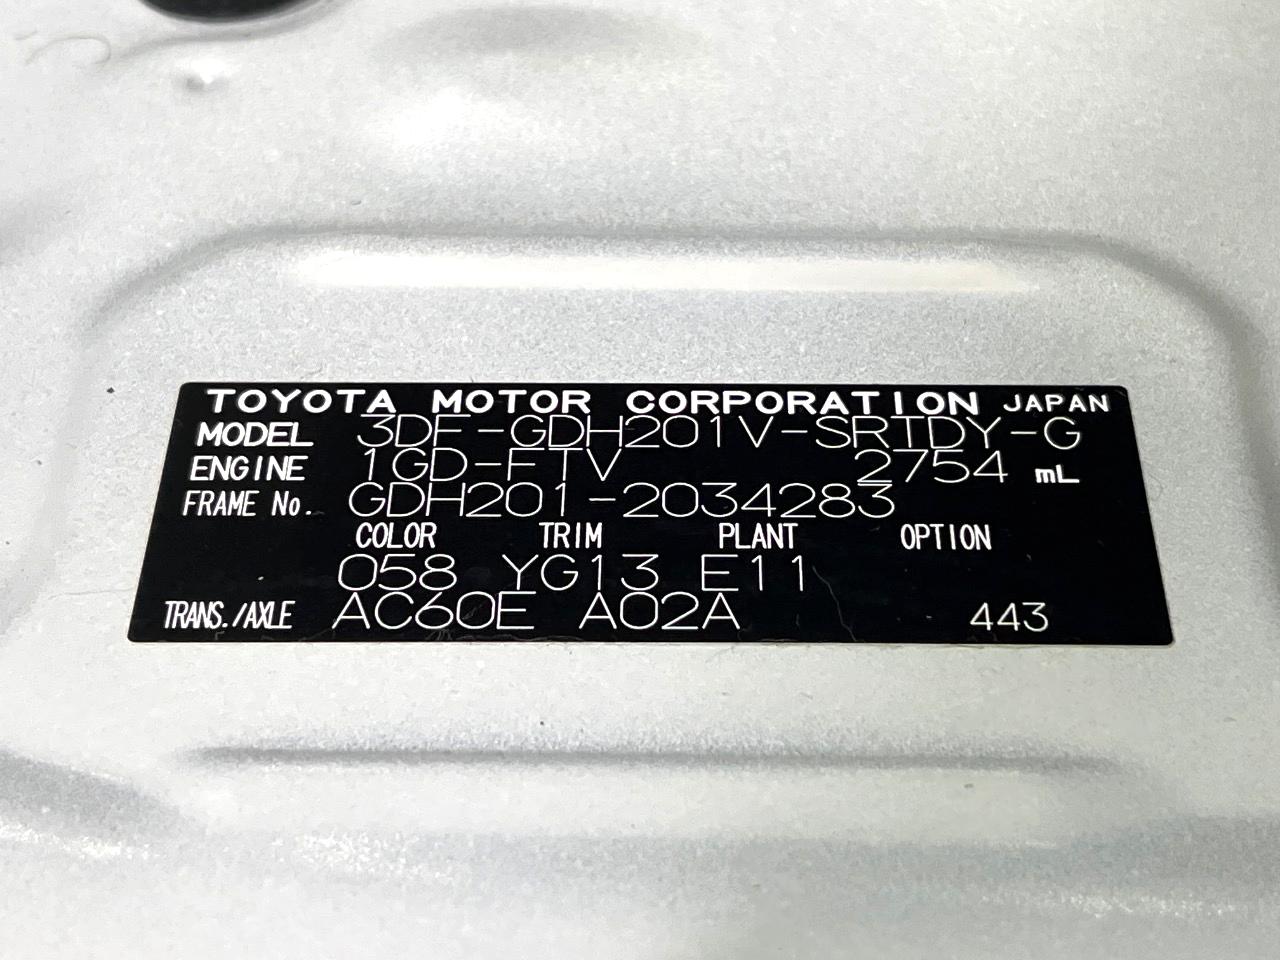 TOYOTA MOTOR CORPORATION JAPAN
MODEL 3DF-GDH201V-SRTDY-G
ENGINE 1GD-FTV 2754 mL
FRAME No. GDH201-2034283
COLOR TRIM PLANT OPTION
058 YG13 E11
TRANS./AXLE AC60E A02A 443